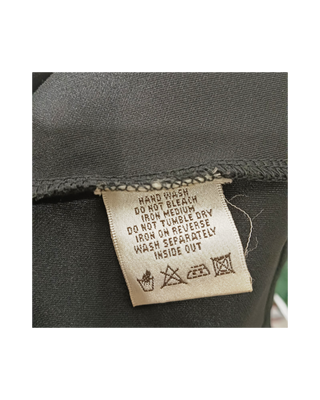 HAND WASH
DO NOT BLEACH
IRON MEDIUM
DO NOT TUMBLE DRY
IRON ON REVERSE
WASH SEPARATELY
INSIDE OUT